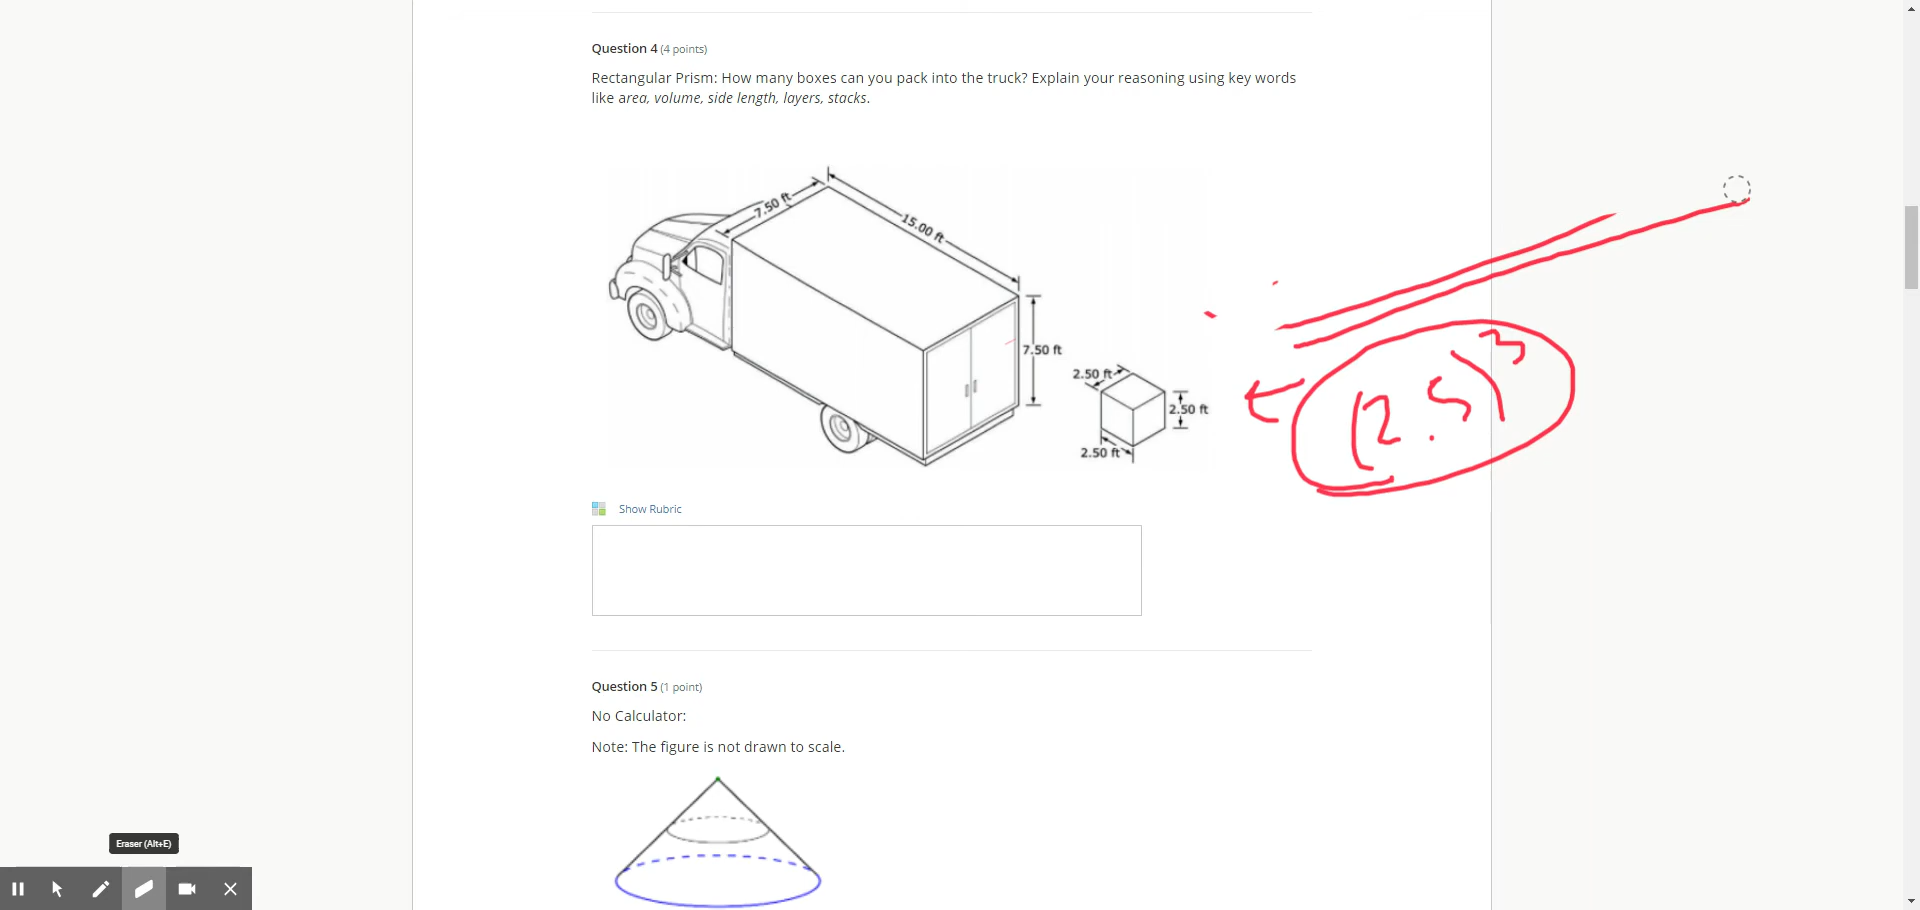 Question 4 (4 points)
Rectangular Prism: How many boxes can you pack into the truck? Explain your reasoning using key words
like area, volume, side length, layers, stacks.
7.50 ft
15.00 ft
7.50 ft
2.50 ft
2.50 ft
2.50 ft
(2.5)³
Show Rubric
Question 5 (1 point)
No Calculator:
Note: The figure is not drawn to scale.
Eraser (Alt+E)